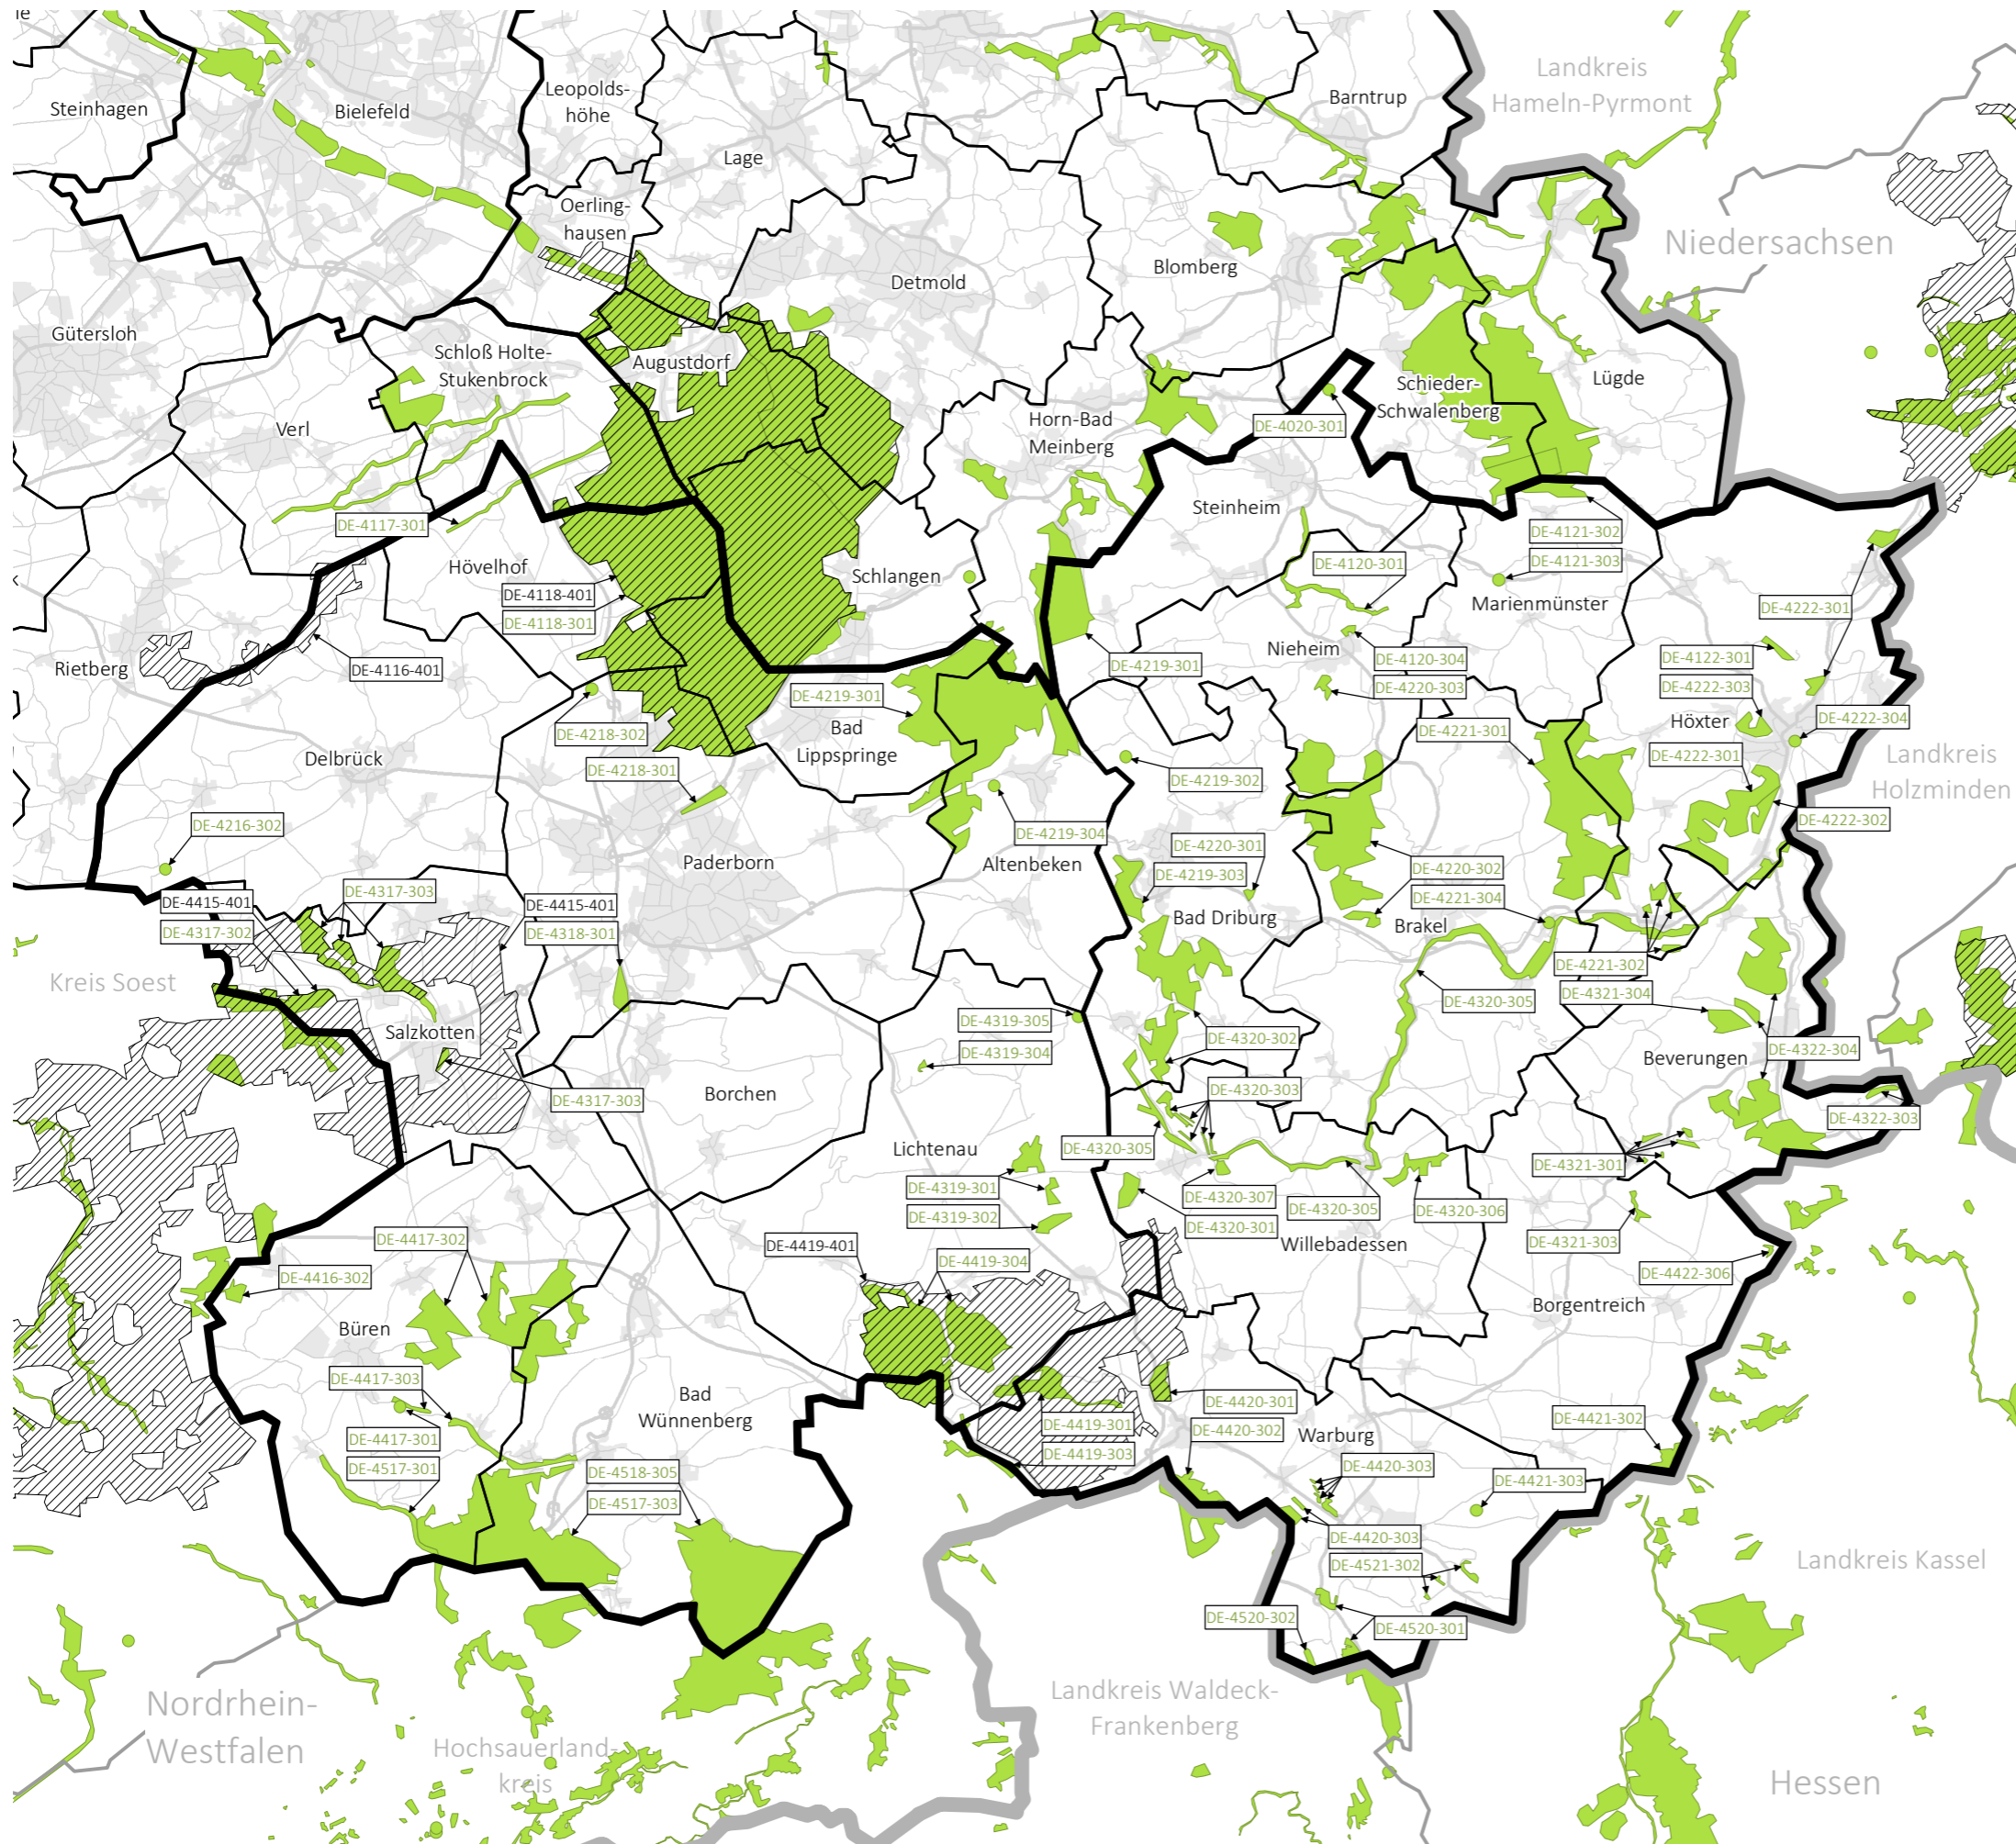 Steinhagen
Bielefeld
Leopolds-
höhe
Lage
Barntrup
Landkreis
Hameln-Pyrmont
Oerling-
hausen
Niedersachsen
Detmold
Blomberg
Gütersloh
Schloß Holte-
Stukenbrock
Augustdorf
Lügde
Schieder-
Schwalenberg
Verl
Horn-Bad
Meinberg
DE-4020-301
Steinheim
DE-4117-301
DE-4121-302
DE-4121-303
DE-4120-301
Hövelhof
Schlangen
DE-4118-401
DE-4118-301
Marienmünster
DE-4222-301
Rietberg
DE-4116-401
DE-4219-301
Nieheim
DE-4120-304
DE-4220-303
DE-4122-301
DE-4222-303
DE-4219-301
Bad
Lippspringe
DE-4218-302
DE-4221-301
Höxter
DE-4222-304
DE-4222-301
Delbrück
DE-4218-301
DE-4219-302
Landkreis
Holzminden
DE-4216-302
DE-4219-304
DE-4222-302
DE-4220-301
Paderborn
Altenbeken
DE-4219-303
DE-4220-302
DE-4221-304
DE-4415-401
DE-4317-302
DE-4317-303
DE-4415-401
DE-4318-301
Bad Driburg
Brakel
DE-4221-302
Kreis Soest
DE-4321-304
DE-4320-305
Salzkotten
DE-4319-305
DE-4319-304
DE-4320-302
Beverungen
DE-4322-304
DE-4317-303
Borchen
DE-4320-303
DE-4322-303
DE-4320-305
Lichtenau
DE-4321-301
DE-4319-301
DE-4319-302
DE-4320-307
DE-4320-301
DE-4320-305
DE-4320-306
DE-4417-302
DE-4419-401
DE-4419-304
Willebadessen
DE-4321-303
DE-4416-302
DE-4422-306
Büren
Borgentreich
DE-4417-303
Bad
Wünnenberg
DE-4420-301
DE-4419-301
DE-4420-302
DE-4421-302
DE-4417-301
DE-4517-301
DE-4419-303
Warburg
DE-4420-303
DE-4518-305
DE-4517-303
DE-4421-303
DE-4420-303
DE-4521-302
Landkreis Kassel
DE-4520-302
DE-4520-301
Nordrhein-
Westfalen
Landkreis Waldeck-
Frankenberg
Hochsauerland-
kreis
Hessen